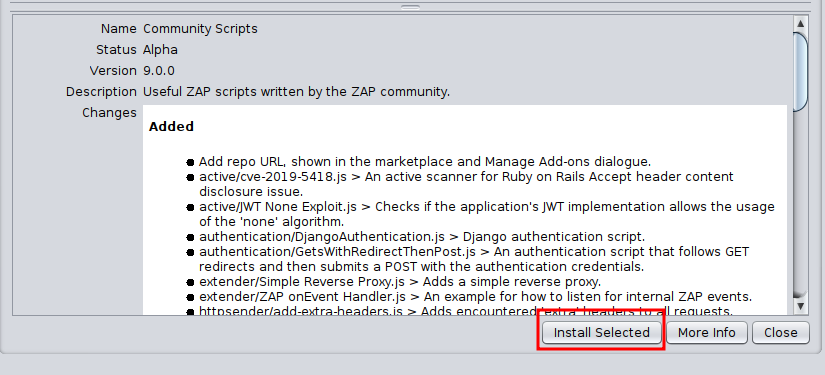 Name Community Scripts
Status Alpha
Version 9.0.0
Description Useful ZAP scripts written by the ZAP community.
Changes
Added
● Add repo URL, shown in the marketplace and Manage Add-ons dialogue.
● active/cve-2019-5418.js > An active scanner for Ruby on Rails Accept header content
disclosure issue.
● active/JWT None Exploit.js > Checks if the application's JWT implementation allows the usage
of the 'none' algorithm.
● authentication/DjangoAuthentication.js > Django authentication script.
● authentication/GetsWithRedirectThenPost.js > An authentication script that follows GET
redirects and then submits a POST with the authentication credentials.
● extender/Simple Reverse Proxy.js > Adds a simple reverse proxy.
● extender/ZAP onEvent Handler.js > An example for how to listen for internal ZAP events.
● httpsender/add-extra-headers.js > Adds encountered 'extra' headers to all requests.
Install Selected More Info Close